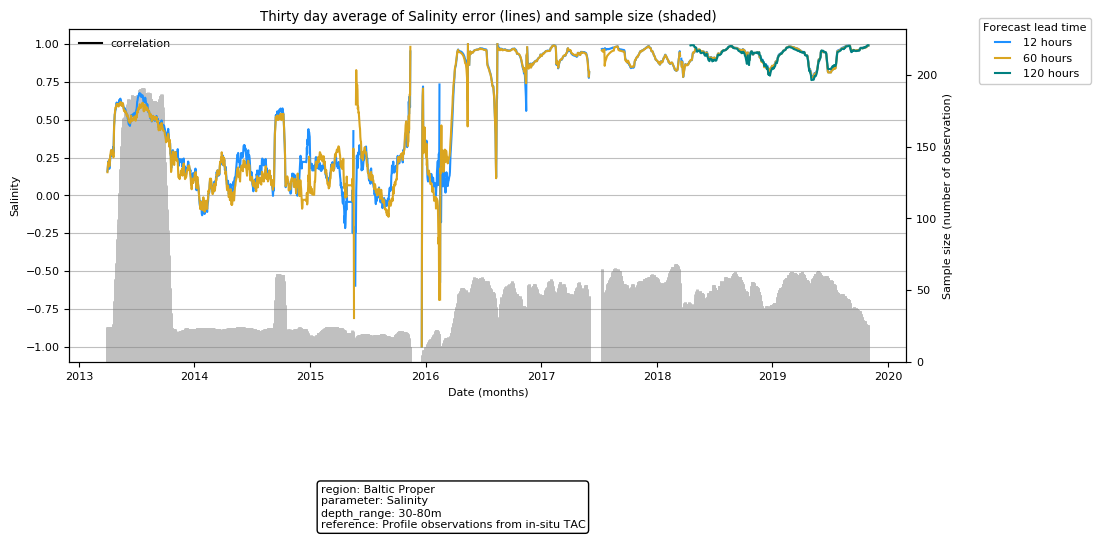 Thirty day average of Salinity error (lines) and sample size (shaded)
Forecast lead time
12 hours
60 hours
120 hours
correlation
1.00
0.75
0.50
0.25
0.00
−0.25
−0.50
−0.75
−1.00
Salinity
200
150
100
50
0
Sample size (number of observation)
2013 2014 2015 2016 2017 2018 2019 2020
Date (months)
region: Baltic Proper
parameter: Salinity
depth_range: 30-80m
reference: Profile observations from in-situ TAC